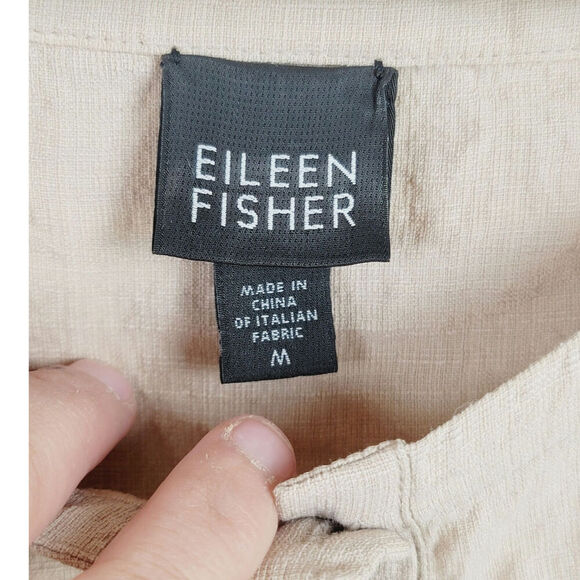 EILEEN
FISHER
MADE IN
CHINA
OF ITALIAN
FABRIC
M